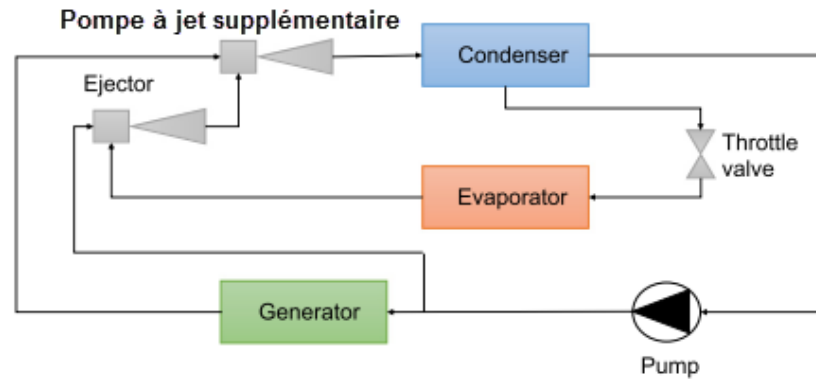 Pompe à jet supplémentaire
Condenser
Ejector
Throttle
valve
Evaporator
Generator
Pump